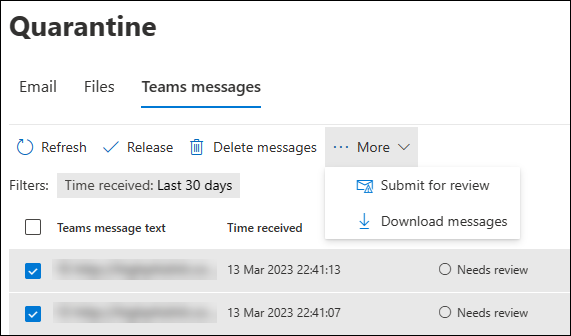 Quarantine
Email Files Teams messages
Refresh Release Delete messages ··· More
Submit for review
Filters: Time received: Last 30 days
Download messages
Teams message text Time received
13 Mar 2023 22:41:13 Needs review
13 Mar 2023 22:41:07 Needs review